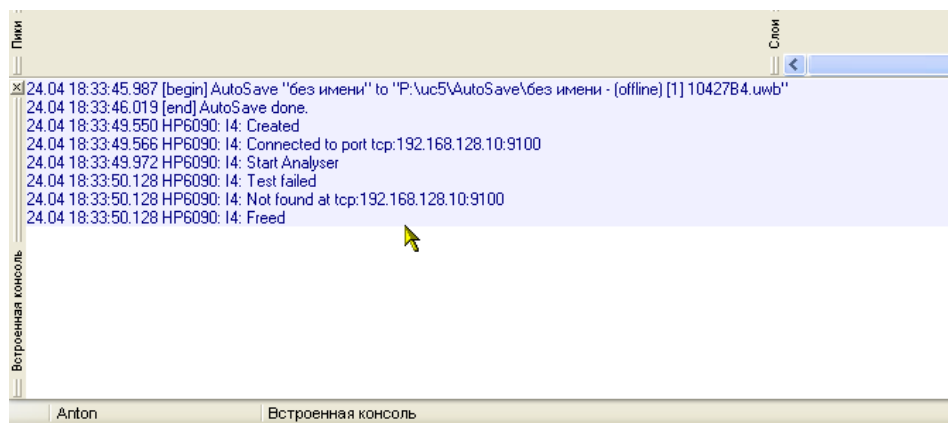 Пики
Слои
24.04 18:33:45.987 [begin] AutoSave "без имени" to "P:\uc5\AutoSave\без имени - (offline) [1] 10427B4.uwb"
24.04 18:33:46.019 [end] AutoSave done.
24.04 18:33:49.550 HP6090: I4: Created
24.04 18:33:49.566 HP6090: I4: Connected to port tcp:192.168.128.10:9100
24.04 18:33:49.972 HP6090: I4: Start Analyser
24.04 18:33:50.128 HP6090: I4: Test failed
24.04 18:33:50.128 HP6090: I4: Not found at tcp:192.168.128.10:9100
24.04 18:33:50.128 HP6090: I4: Freed
Встроенная консоль
Anton
Встроенная консоль